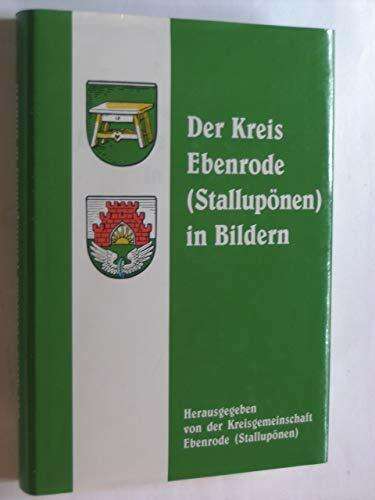 Der Kreis
Ebenrode
(Stallupönen)
in Bildern
Herausgegeben
von der Kreisgemeinschaft
Ebenrode (Stallupönen)